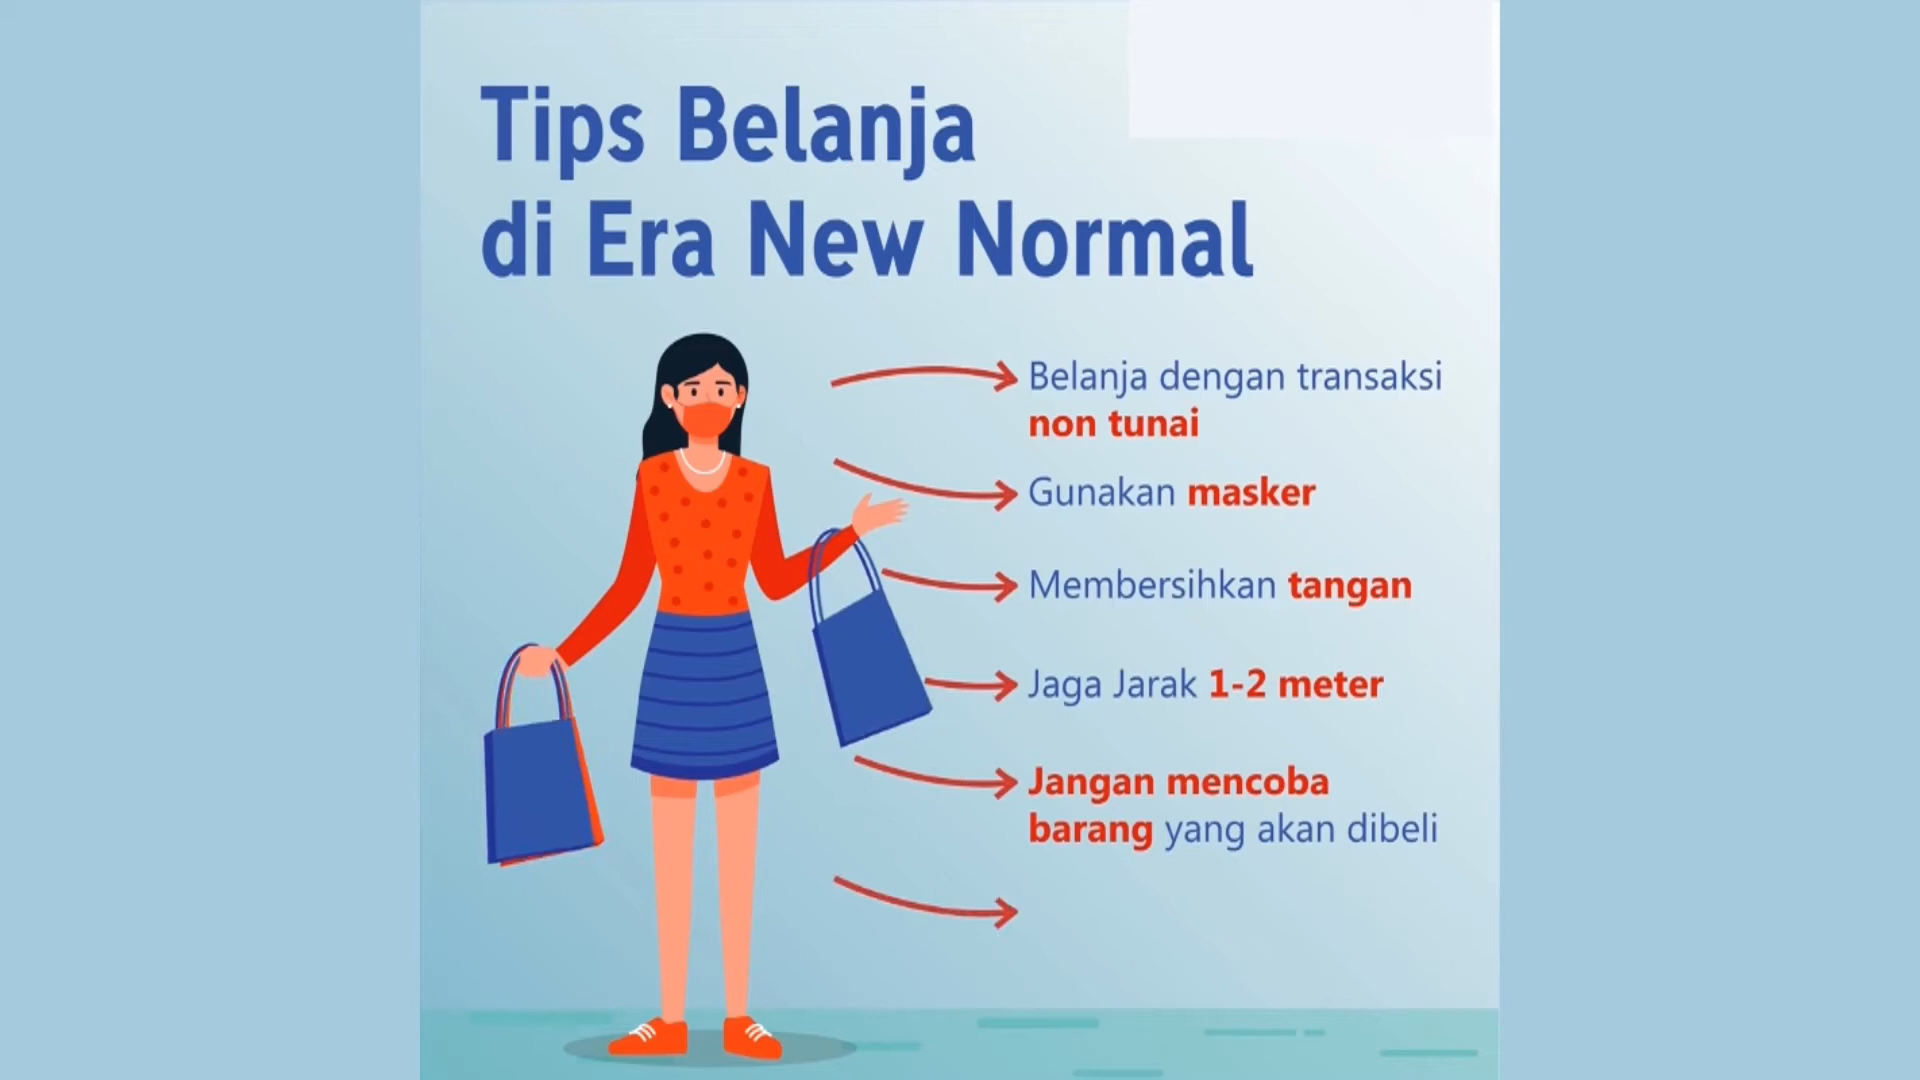 Tips Belanja
di Era New Normal
Belanja dengan transaksi
non tunai
Gunakan masker
Membersihkan tangan
Jaga Jarak 1-2 meter
Jangan mencoba
barang yang akan dibeli